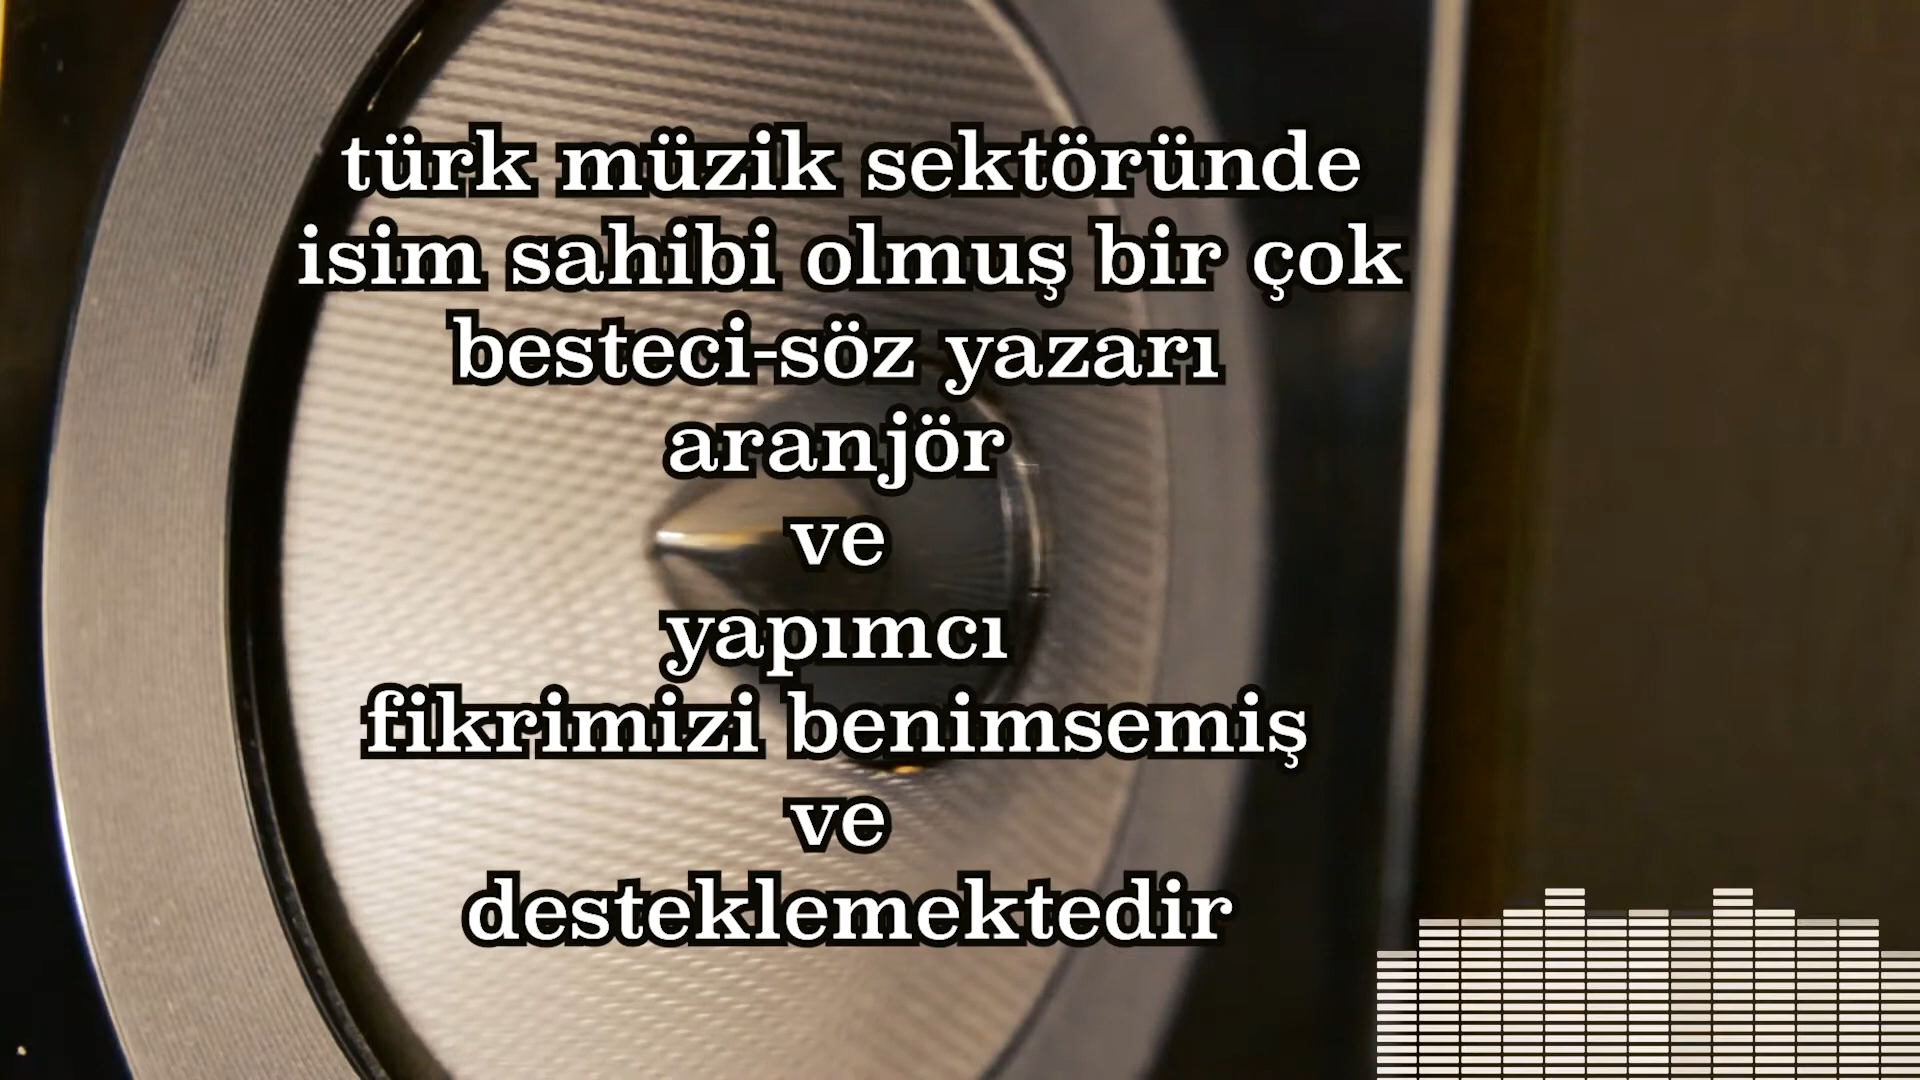 türk müzik sektöründe
isim sahibi olmuş bir çok
besteci-söz yazarı
aranjör
ve
yapımcı
fikrimizi benimsemiş
ve
desteklemektedir